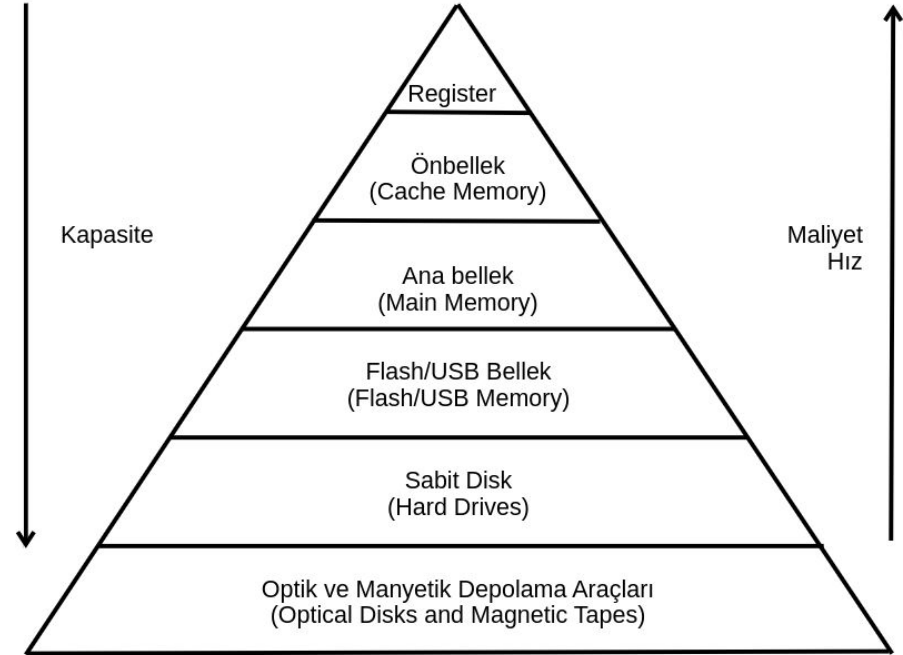 Register
Önbellek
(Cache Memory)
Kapasite
Maliyet
Hız
Ana bellek
(Main Memory)
Flash/USB Bellek
(Flash/USB Memory)
Sabit Disk
(Hard Drives)
Optik ve Manyetik Depolama Araçları
(Optical Disks and Magnetic Tapes)